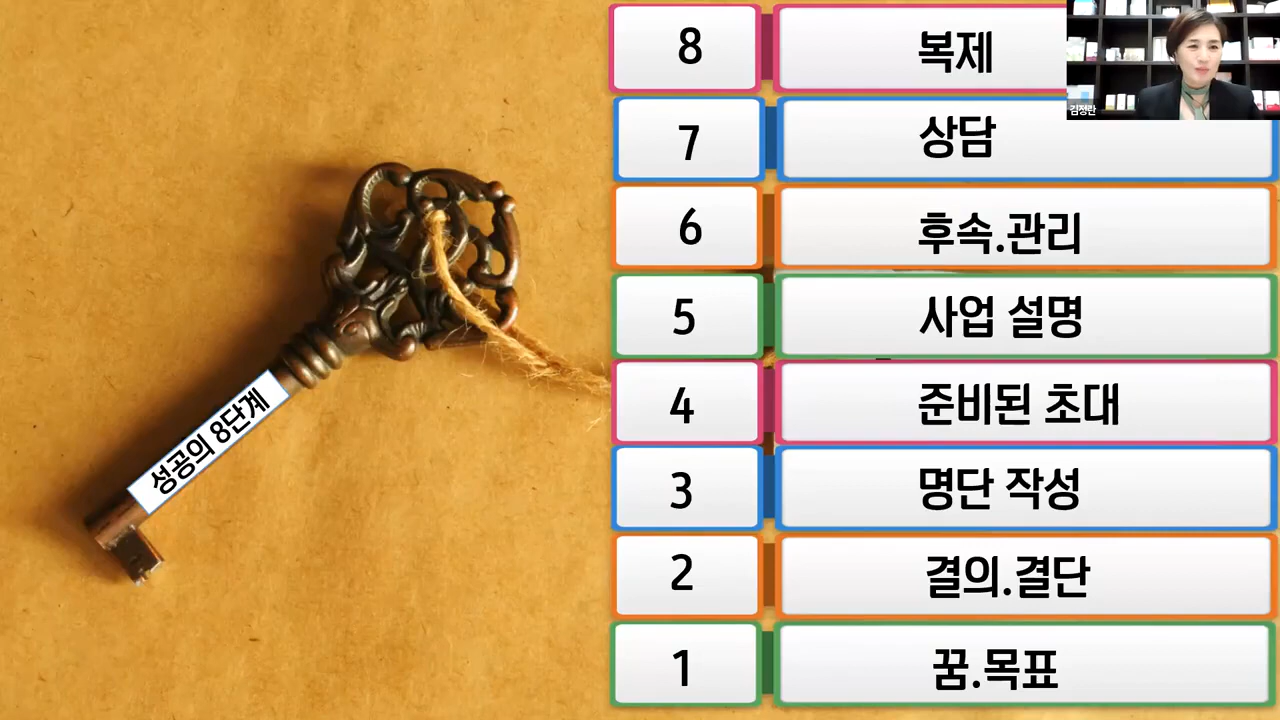 성공의 8단계
8 복제
7 상담
6 후속.관리
5 사업 설명
4 준비된 초대
3 명단 작성
2 결의.결단
1 꿈.목표
김정란